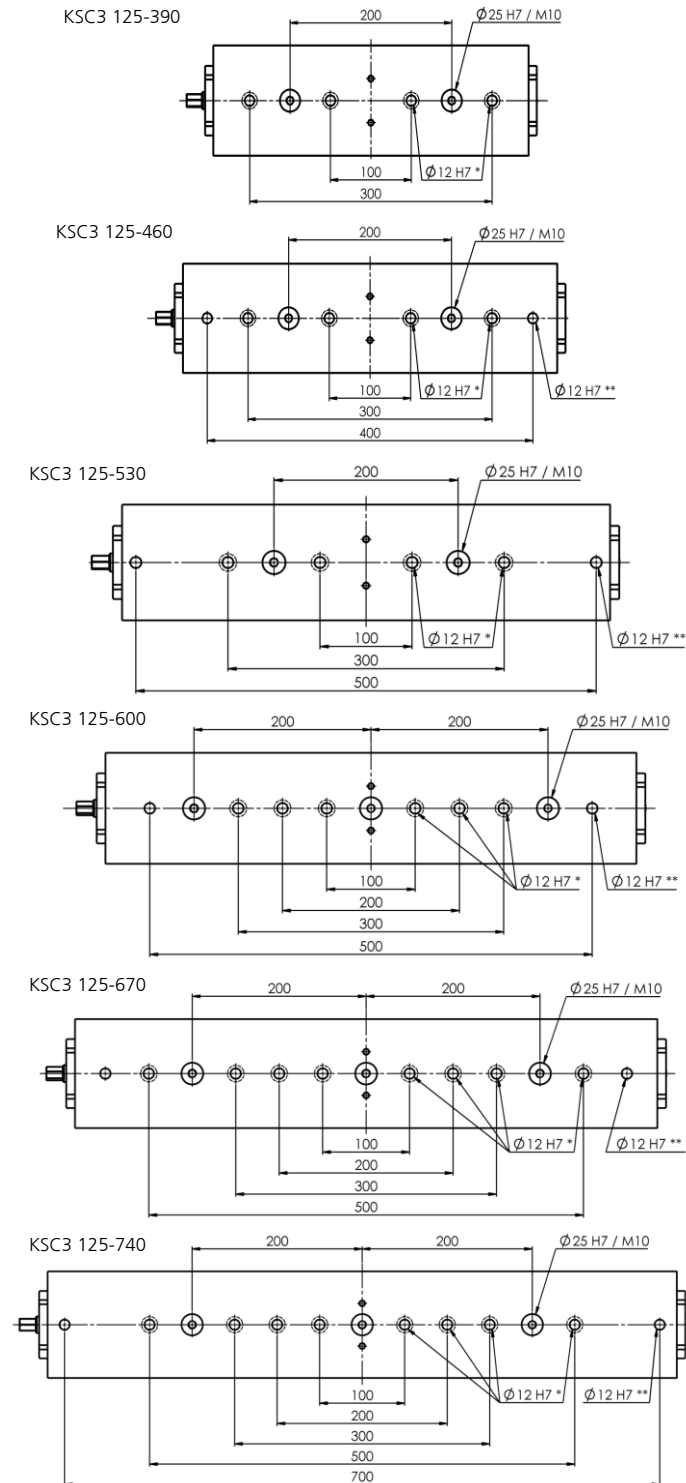 KSC3 125-390
200
Ø25 H7 / M10
100
Ø12 H7 *
300
KSC3 125-460
200
Ø25 H7 / M10
100
Ø12 H7 *
Ø12 H7 **
300
400
KSC3 125-530
200
Ø25 H7 / M10
100
Ø12 H7 *
Ø12 H7 **
300
500
KSC3 125-600
200
200
Ø25 H7 / M10
100
Ø12 H7 *
Ø12 H7 **
200
300
500
KSC3 125-670
200
200
Ø25 H7 / M10
100
Ø12 H7 *
Ø12 H7 **
200
300
500
KSC3 125-740
200
200
Ø25 H7 / M10
100
Ø12 H7 *
Ø12 H7 **
200
300
500
700